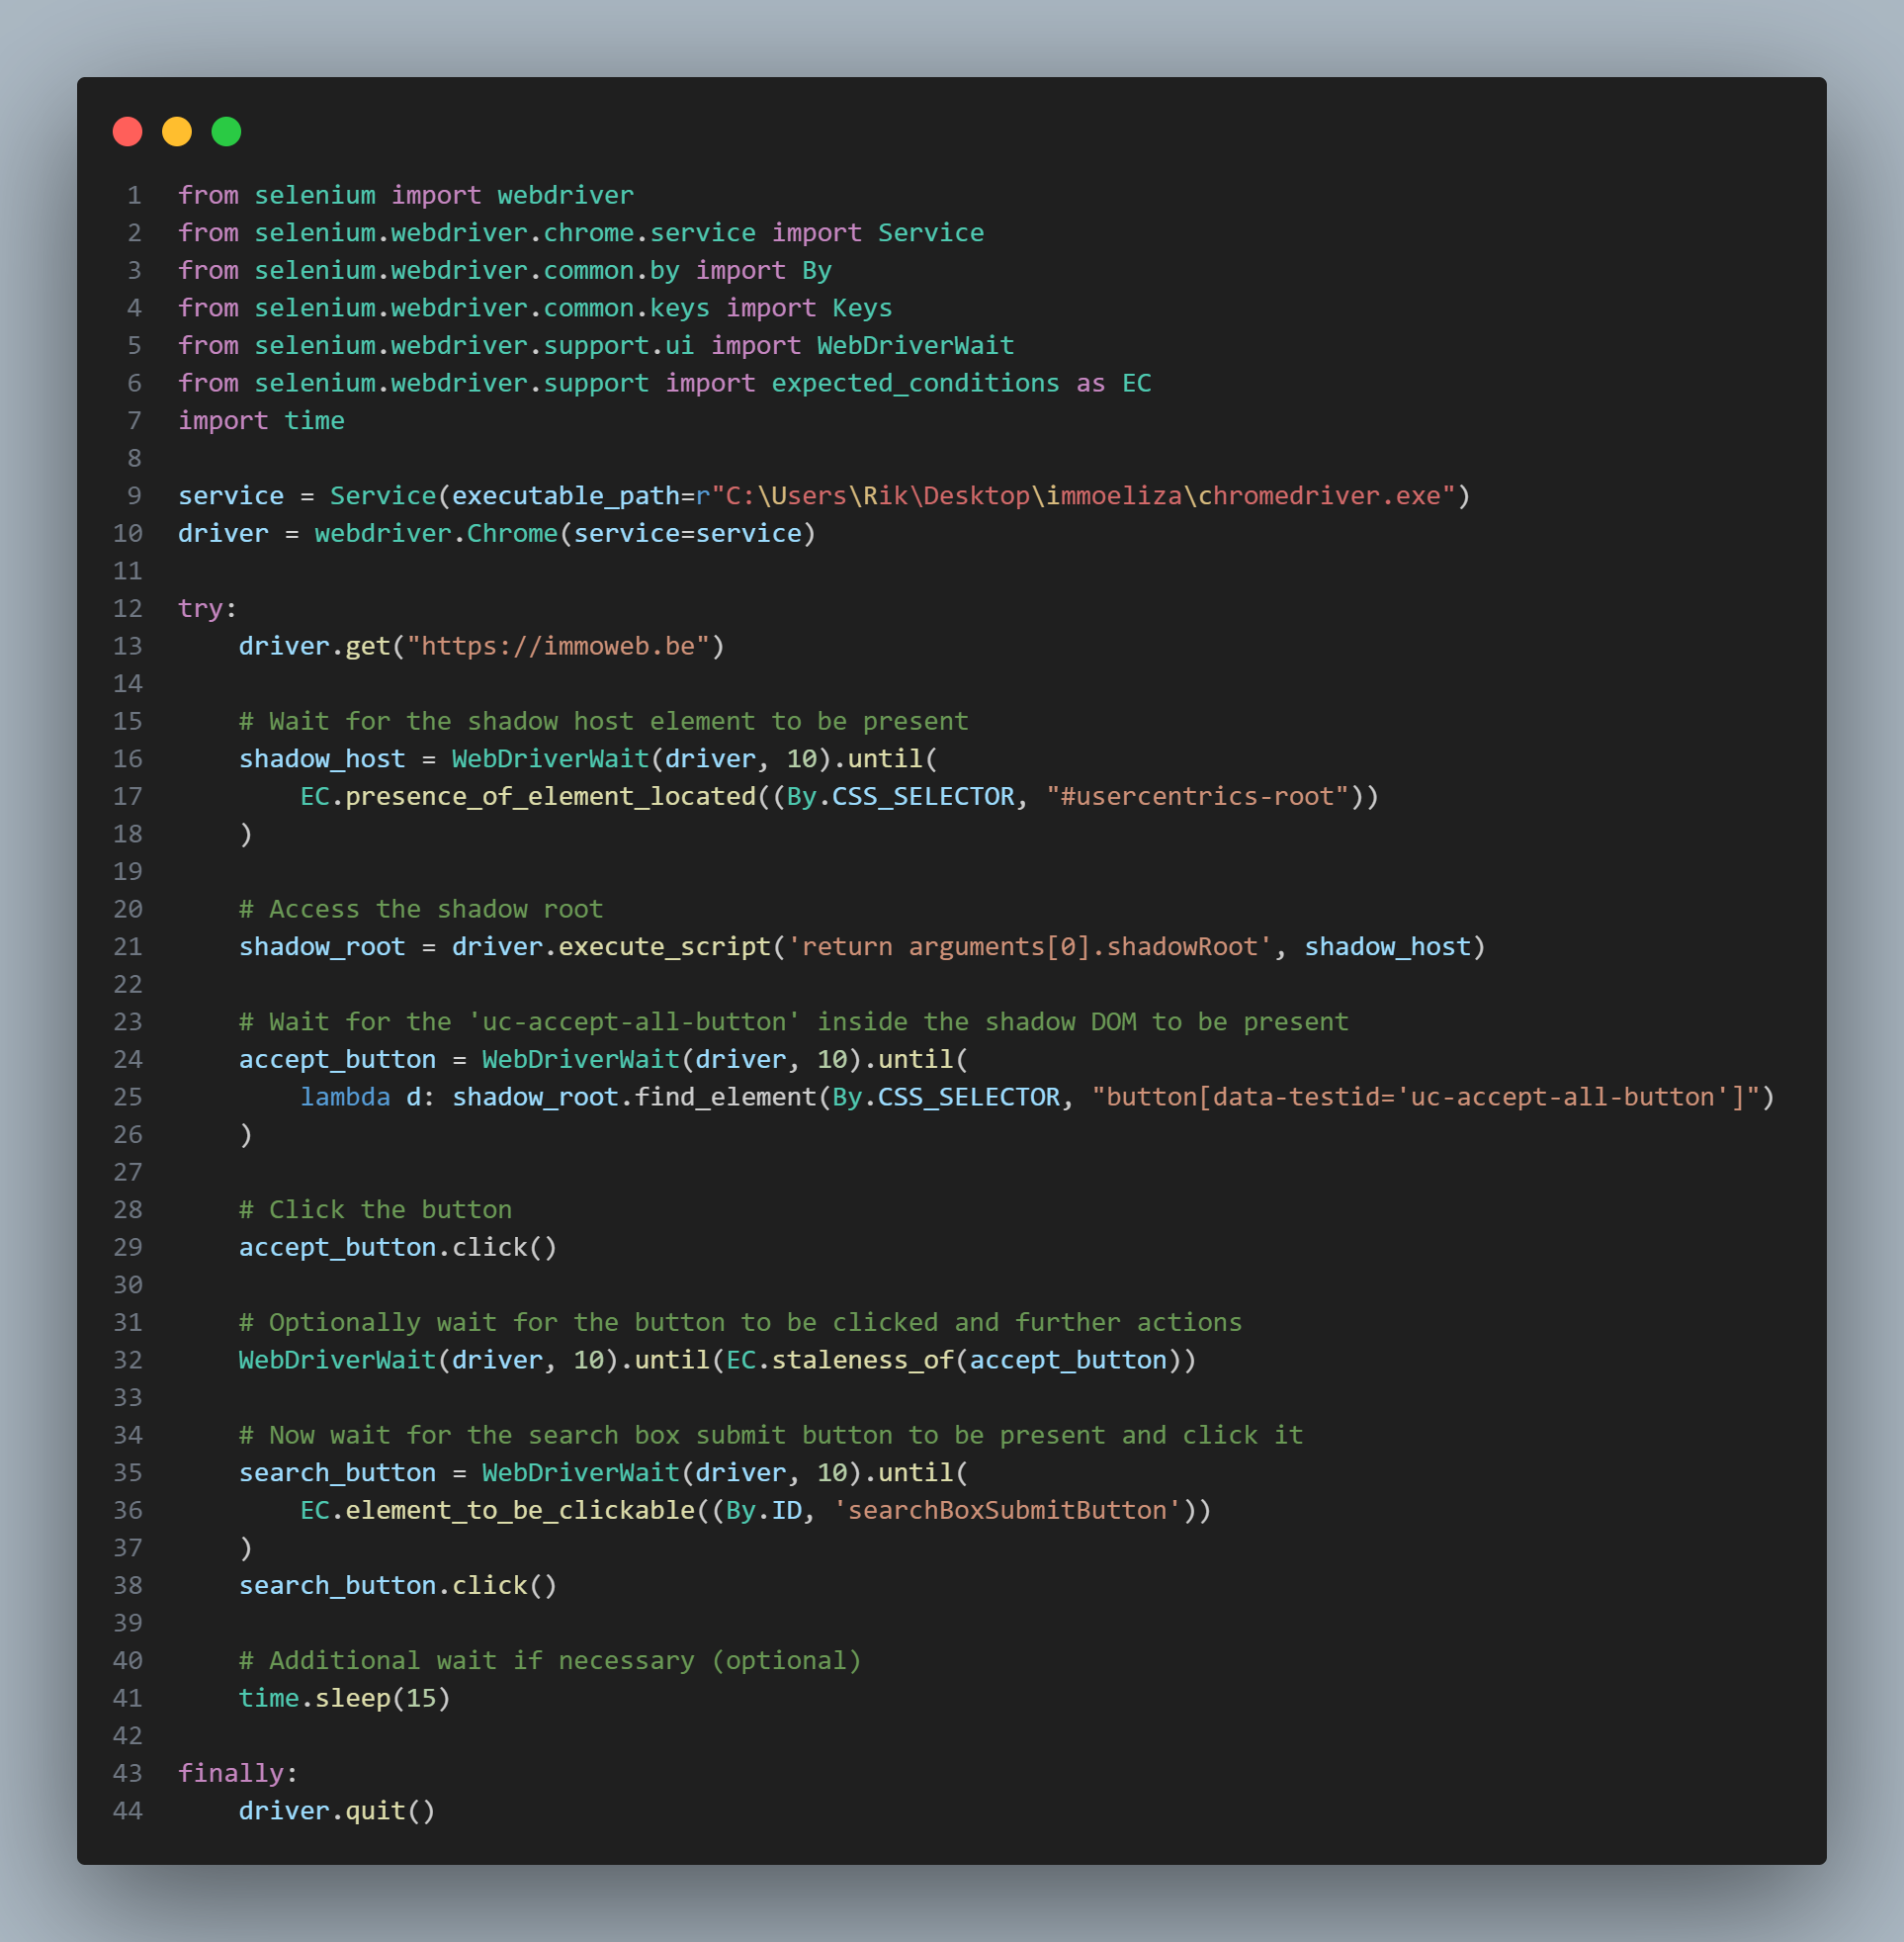 1 from selenium import webdriver
2 from selenium.webdriver.chrome.service import Service
3 from selenium.webdriver.common.by import By
4 from selenium.webdriver.common.keys import Keys
5 from selenium.webdriver.support.ui import WebDriverWait
6 from selenium.webdriver.support import expected_conditions as EC
7 import time
8
9 service = Service(executable_path=r"C:\Users\Rik\Desktop\immoeliza\chromedriver.exe")
10 driver = webdriver.Chrome(service=service)
11
12 try:
13     driver.get("https://immoweb.be")
14
15     # Wait for the shadow host element to be present
16     shadow_host = WebDriverWait(driver, 10).until(
17         EC.presence_of_element_located((By.CSS_SELECTOR, "#usercentrics-root"))
18     )
19
20     # Access the shadow root
21     shadow_root = driver.execute_script('return arguments[0].shadowRoot', shadow_host)
22
23     # Wait for the 'uc-accept-all-button' inside the shadow DOM to be present
24     accept_button = WebDriverWait(driver, 10).until(
25         lambda d: shadow_root.find_element(By.CSS_SELECTOR, "button[data-testid='uc-accept-all-button']")
26     )
27
28     # Click the button
29     accept_button.click()
30
31     # Optionally wait for the button to be clicked and further actions
32     WebDriverWait(driver, 10).until(EC.staleness_of(accept_button))
33
34     # Now wait for the search box submit button to be present and click it
35     search_button = WebDriverWait(driver, 10).until(
36         EC.element_to_be_clickable((By.ID, 'searchBoxSubmitButton'))
37     )
38     search_button.click()
39
40     # Additional wait if necessary (optional)
41     time.sleep(15)
42
43 finally:
44     driver.quit()